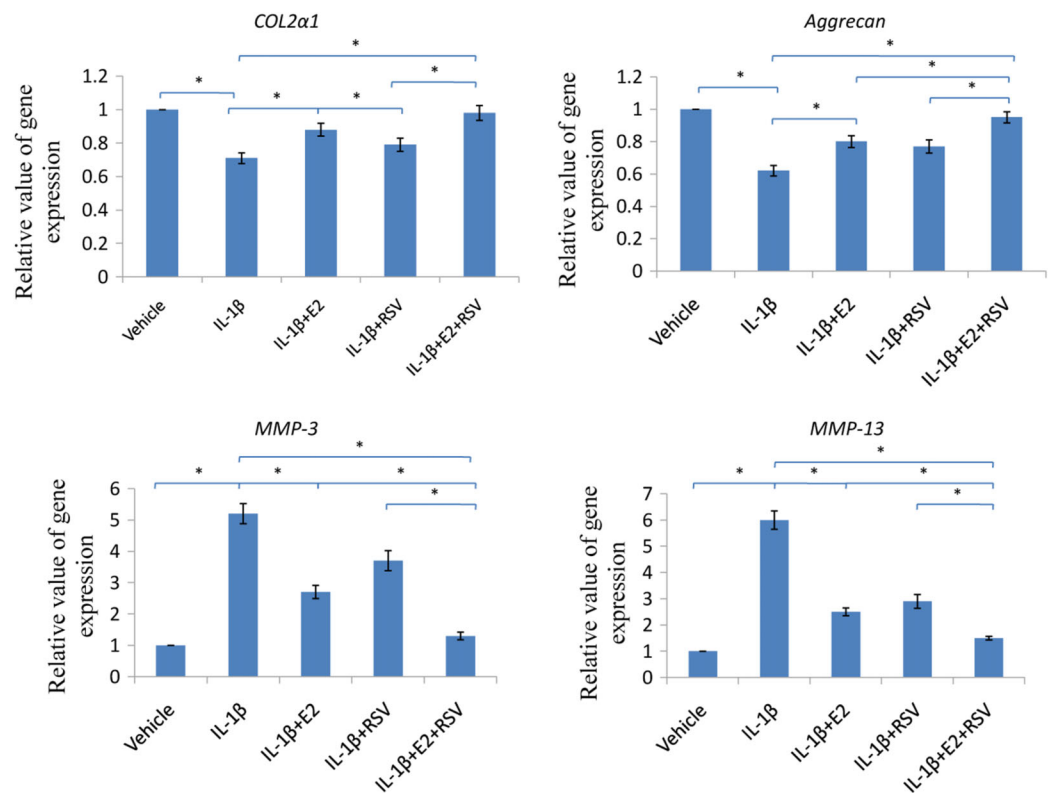 COL2α1
*
*
*
*
*
Relative value of gene
expression
1.2
1
0.8
0.6
0.4
0.2
0
Vehicle
IL-1β
IL-1β+E2
IL-1β+RSV
IL-1β+E2+RSV
Aggrecan
*
*
*
*
*
Relative value of gene
expression
1.2
1
0.8
0.6
0.4
0.2
0
Vehicle
IL-1β
IL-1β+E2
IL-1β+RSV
IL-1β+E2+RSV
MMP-3
*
*
*
*
*
Relative value of gene
expression
6
5
4
3
2
1
0
Vehicle
IL-1β
IL-1β+E2
IL-1β+RSV
IL-1β+E2+RSV
MMP-13
*
*
*
*
*
Relative value of gene
expression
7
6
5
4
3
2
1
0
Vehicle
IL-1β
IL-1β+E2
IL-1β+RSV
IL-1β+E2+RSV